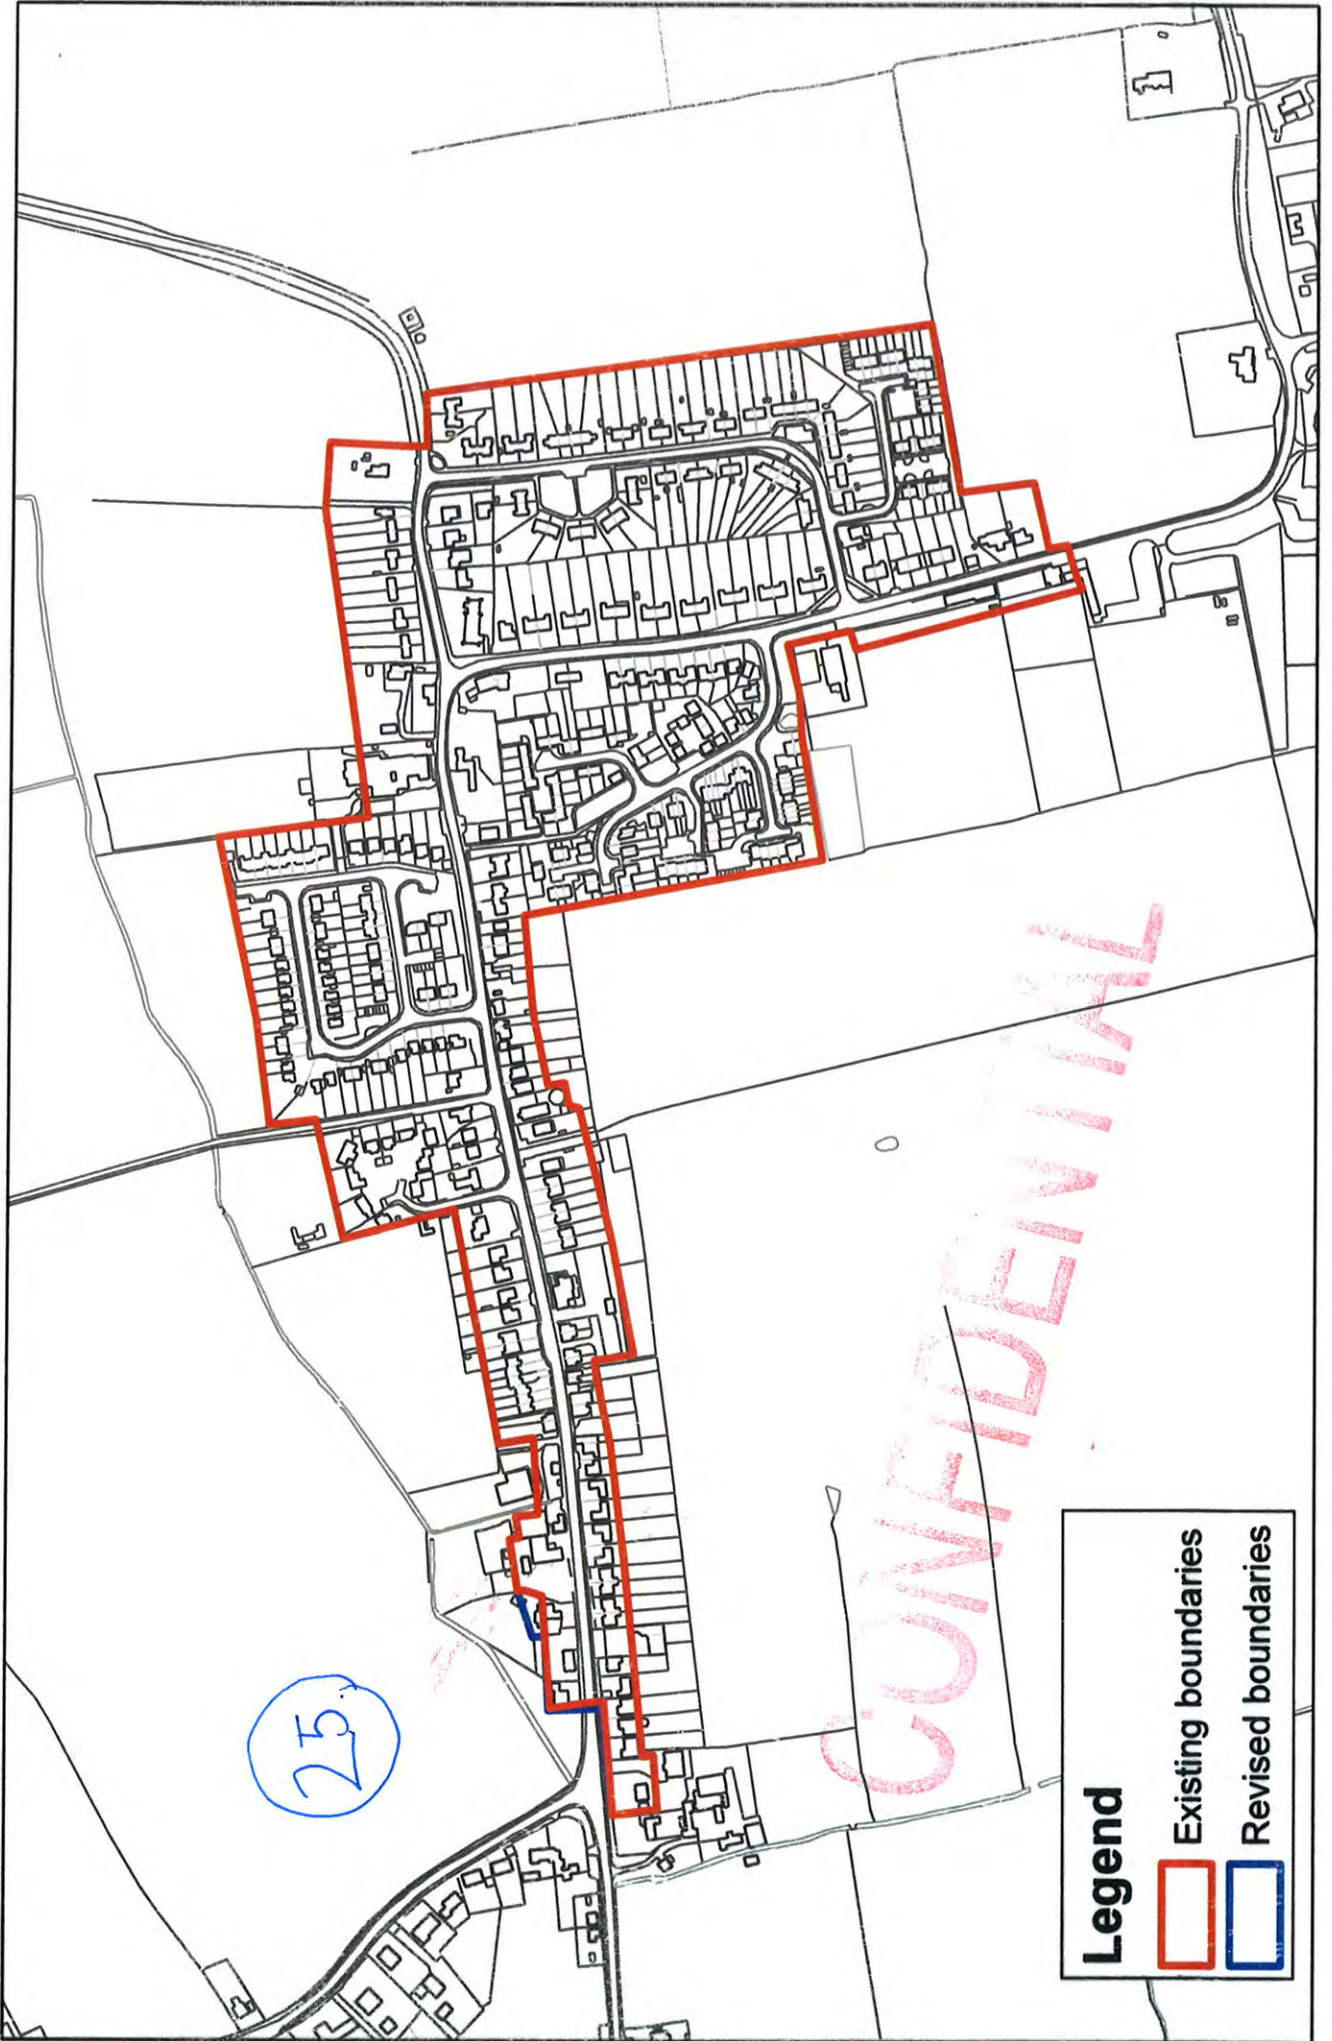 25.
CONFIDENTIAL
Legend
Existing boundaries
Revised boundaries